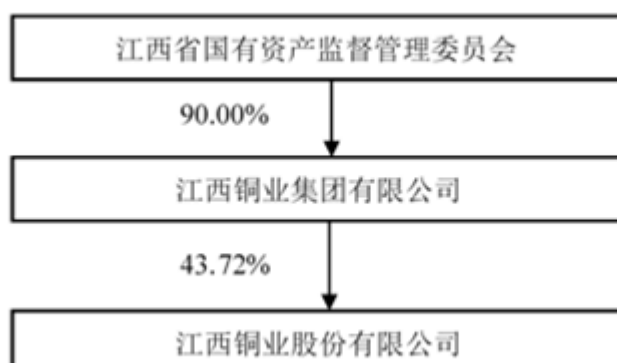 江西省国有资产监督管理委员会
90.00%
江西铜业集团有限公司
43.72%
江西铜业股份有限公司